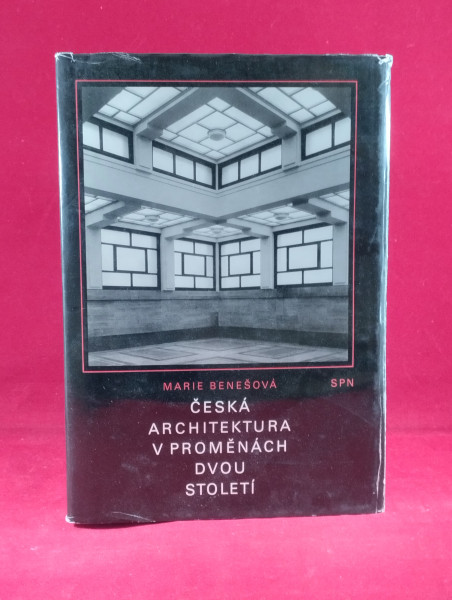 MARIE BENEŠOVÁ SPN
ČESKÁ
ARCHITEKTURA
V PROMĚNÁCH
DVOU
STOLETÍ